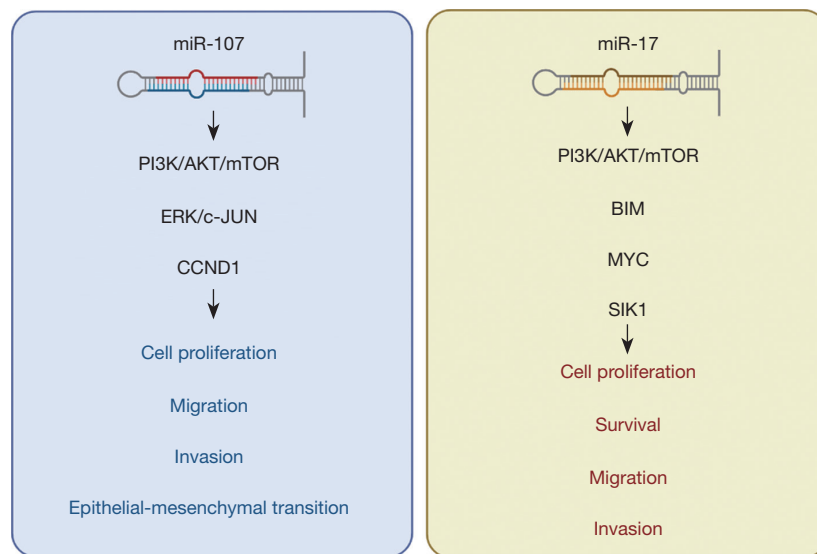 miR-107
PI3K/AKT/mTOR
ERK/c-JUN
CCND1
Cell proliferation
Migration
Invasion
Epithelial-mesenchymal transition
miR-17
PI3K/AKT/mTOR
BIM
MYC
SIK1
Cell proliferation
Survival
Migration
Invasion